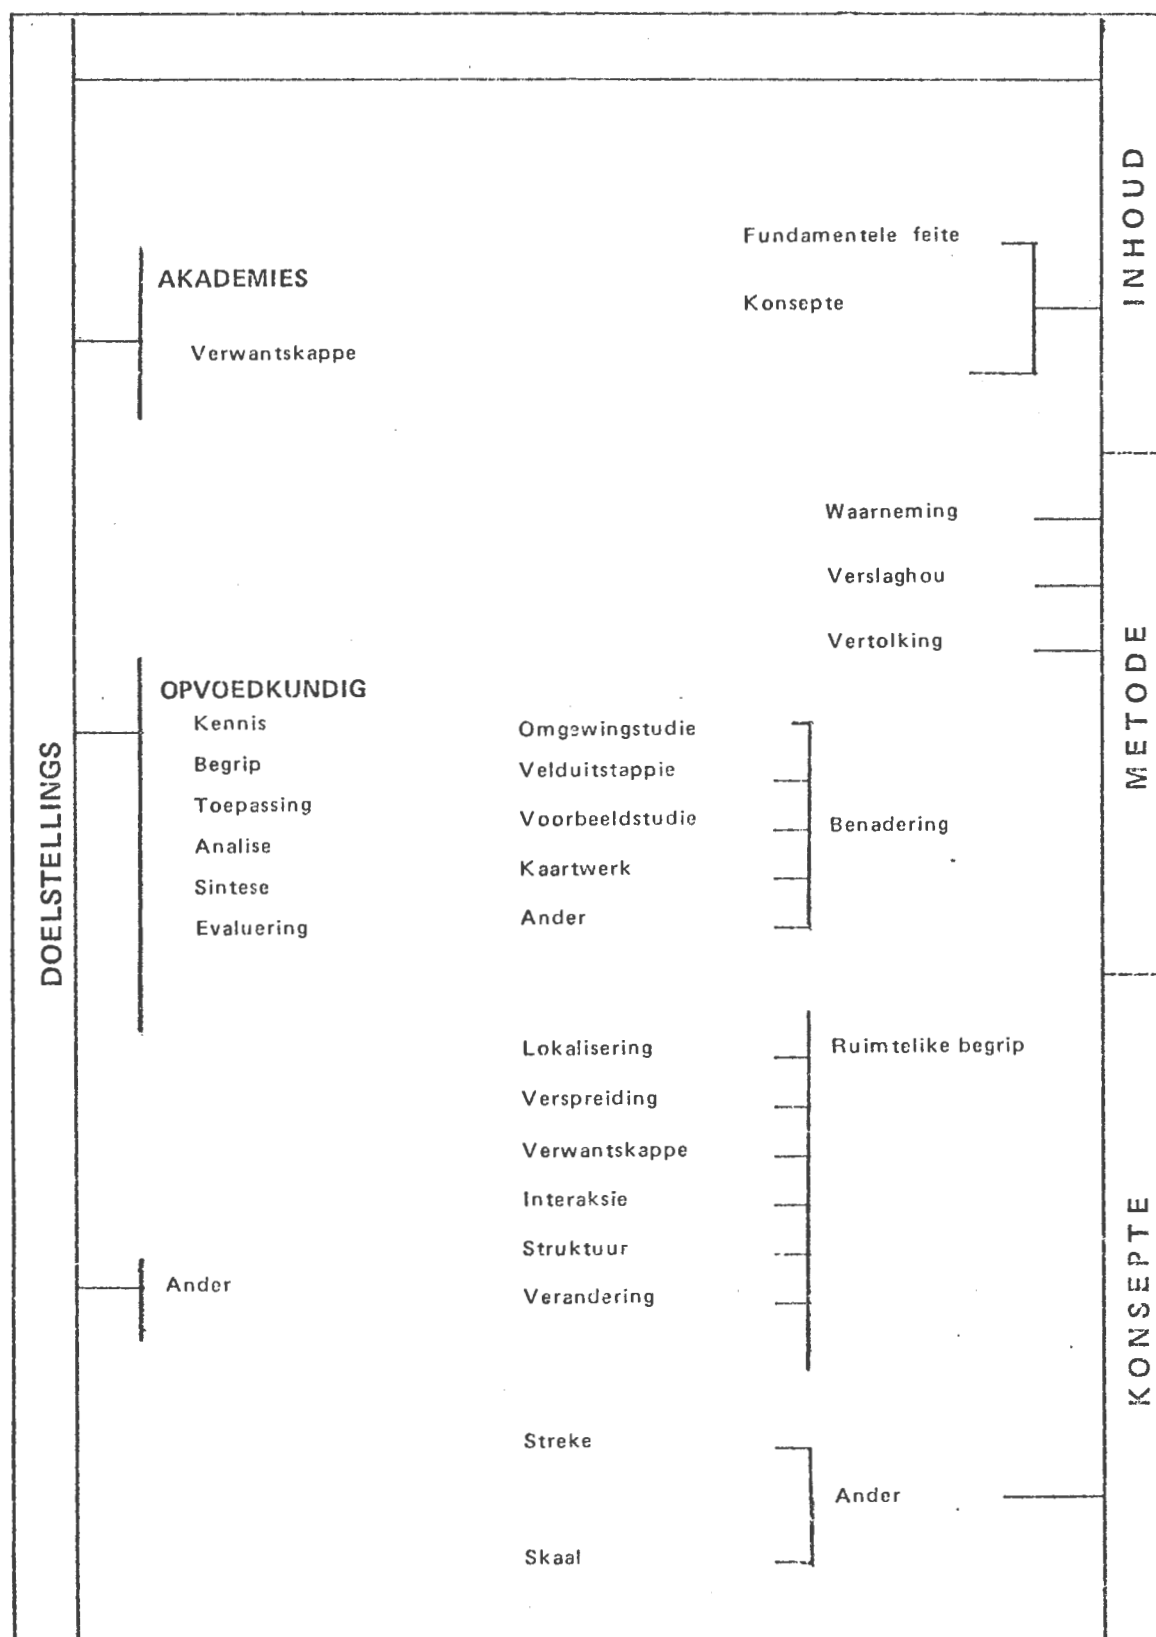 DOELSTELLINGS
AKADEMIES
Verwantskappe
OPVOEDKUNDIG
Kennis
Begrip
Toepassing
Analise
Sintese
Evaluering
Ander
Fundamentele feite
Konsepte
INHOUD
Waarneming
Verslaghou
Vertolking
Omgewingstudie
Velduitstappie
Voorbeeldstudie
Kaartwerk
Ander
Benadering
METODE
Lokalisering
Verspreiding
Verwantskappe
Interaksie
Struktuur
Verandering
Ruimtelike begrip
Streke
Skaal
Ander
KONSEPTE